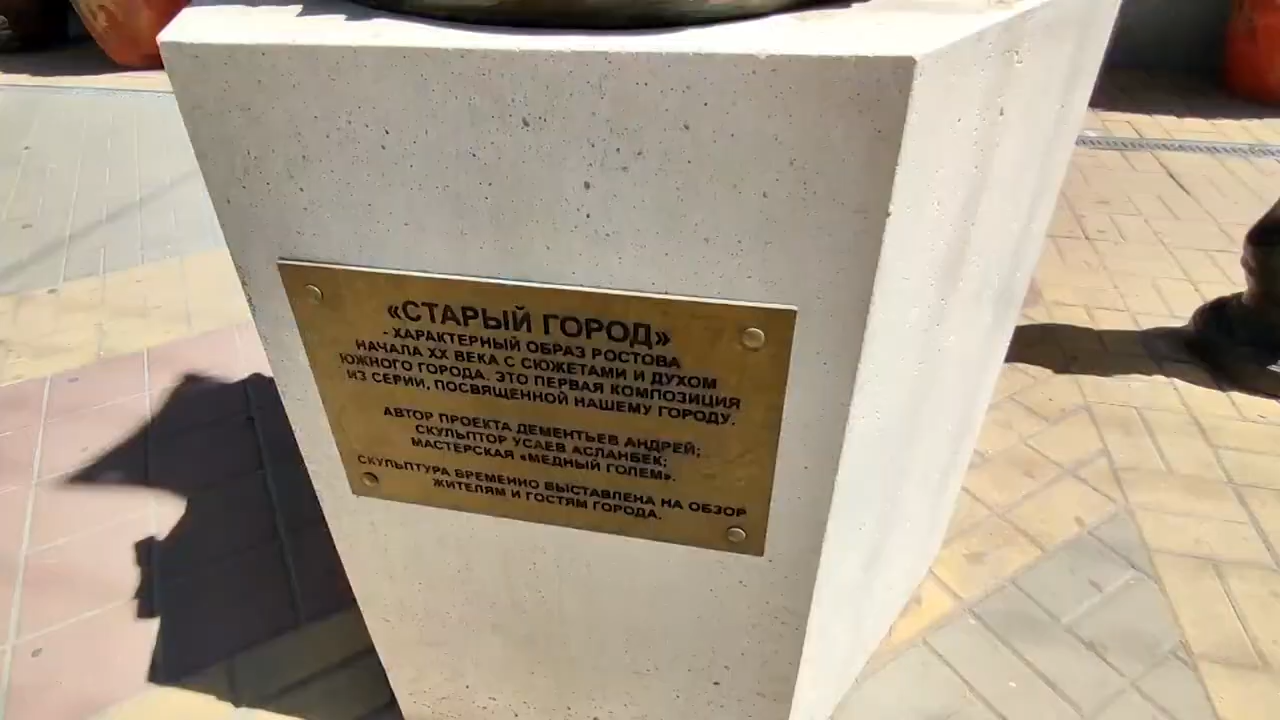 «СТАРЫЙ ГОРОД»
- ХАРАКТЕРНЫЙ ОБРАЗ РОСТОВА
НАЧАЛА ХХ ВЕКА С СЮЖЕТАМИ И ДУХОМ
ЮЖНОГО ГОРОДА. ЭТО ПЕРВАЯ КОМПОЗИЦИЯ
ИЗ СЕРИИ, ПОСВЯЩЕННОЙ НАШЕМУ ГОРОДУ.
АВТОР ПРОЕКТА ДЕМЕНТЬЕВ АНДРЕЙ;
СКУЛЬПТОР УСАЕВ АСЛАНБЕК;
МАСТЕРСКАЯ «МЕДНЫЙ ГОЛЕМ».
СКУЛЬПТУРА ВРЕМЕННО ВЫСТАВЛЕНА НА ОБЗОР
ЖИТЕЛЯМ И ГОСТЯМ ГОРОДА.